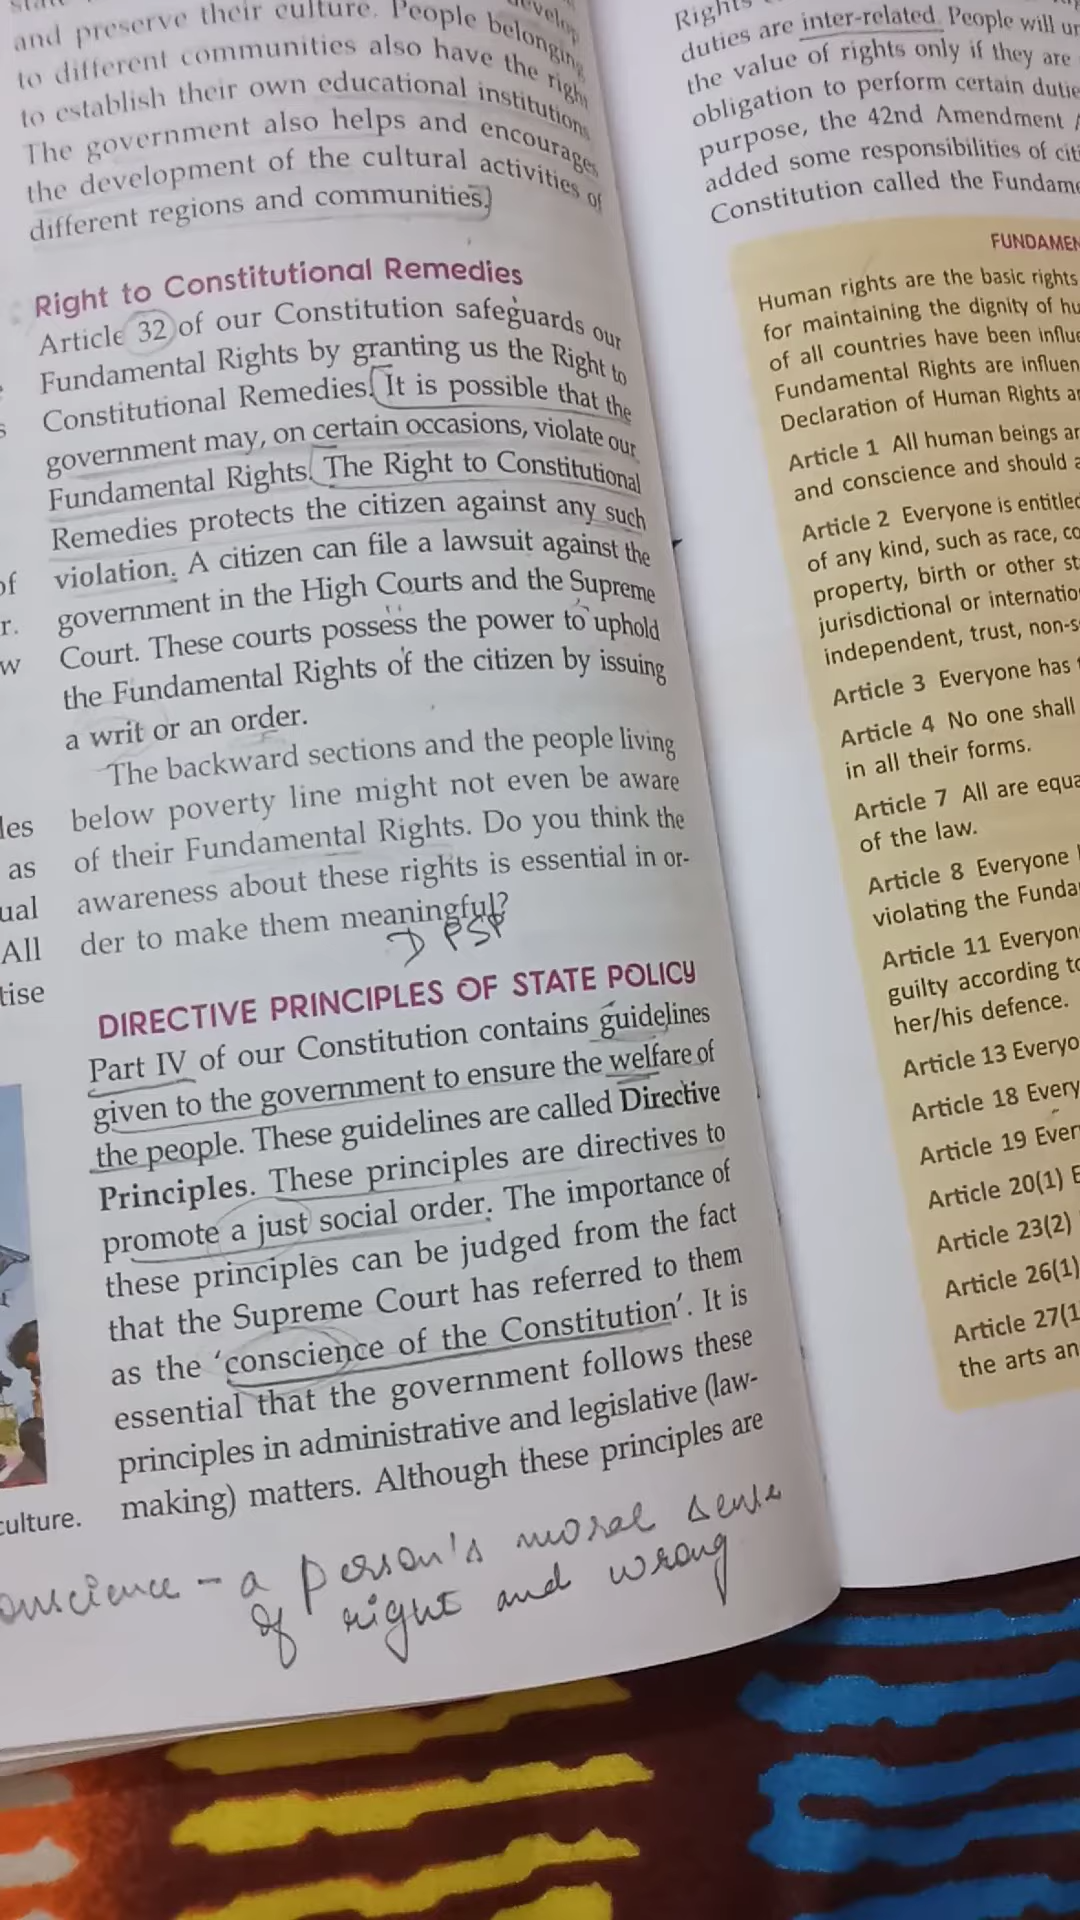 and preserve their culture. People belonging
to different communities also have the right
to establish their own educational institutions
The government also helps and encourages
the development of the cultural activities of
different regions and communities.
Right to Constitutional Remedies
Article 32 of our Constitution safeguards our
Fundamental Rights by granting us the Right to
Constitutional Remedies. It is possible that the
government may, on certain occasions, violate our
Fundamental Rights. The Right to Constitutional
Remedies protects the citizen against any such
violation. A citizen can file a lawsuit against the
government in the High Courts and the Supreme
Court. These courts possess the power to uphold
the Fundamental Rights of the citizen by issuing
a writ or an order.
The backward sections and the people living
below poverty line might not even be aware
of their Fundamental Rights. Do you think the
awareness about these rights is essential in or-
der to make them meaningful?
DPSP
DIRECTIVE PRINCIPLES OF STATE POLICY
Part IV of our Constitution contains guidelines
given to the government to ensure the welfare of
the people. These guidelines are called Directive
Principles. These principles are directives to
promote a just social order. The importance of
these principles can be judged from the fact
that the Supreme Court has referred to them
as the 'conscience of the Constitution'. It is
essential that the government follows these
principles in administrative and legislative (law-
making) matters. Although these principles are
culture.
a person's moral sense
of right and wrong
of
as
All
Rights
duties are inter-related. People will
the value of rights only if they are
obligation to perform certain
purpose, the 42nd Amendment
added some responsibilities of
Constitution called the
Human rights are the basic rights
for maintaining the dignity of
of all countries have been
Fundamental Rights are
Declaration of Human Rights
Article 1 All human beings
and conscience and should
Article 2 Everyone is
of any kind, such as race,
property, birth or other
jurisdictional or
independent, trust,
Article 3 Everyone has
Article 4 No one shall
in all their forms.
Article 7 All are
of the law.
Article 8 Everyone
violating the
Article 11
guilty according
her/his defence.
Article 13
Article 18
Article 19
Article 20(1)
Article 23(2)
Article 26(1)
Article
the arts